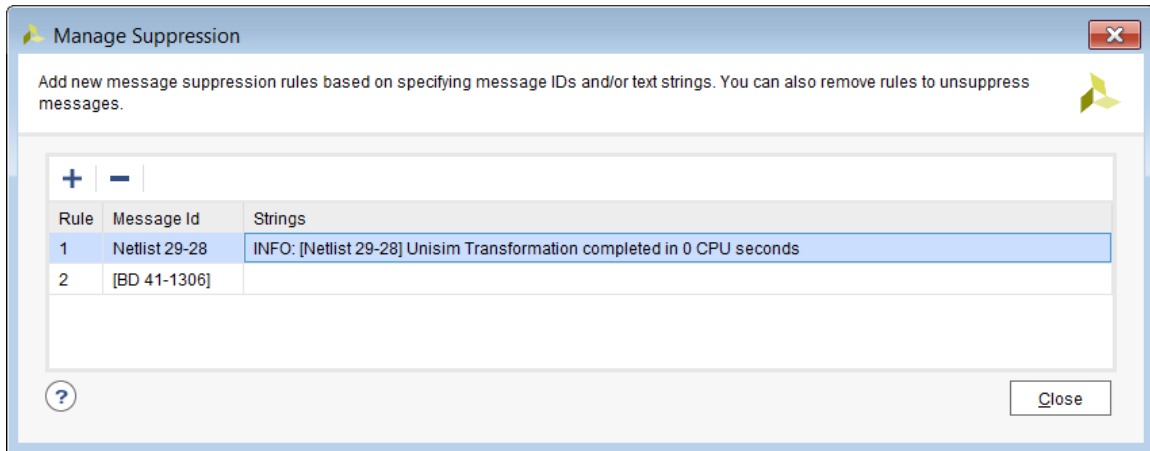 Manage Suppression
Add new message suppression rules based on specifying message IDs and/or text strings. You can also remove rules to unsuppress
messages.
Rule Message Id Strings
1 Netlist 29-28 INFO: [Netlist 29-28] Unisim Transformation completed in 0 CPU seconds
2 [BD 41-1306]
?
Close